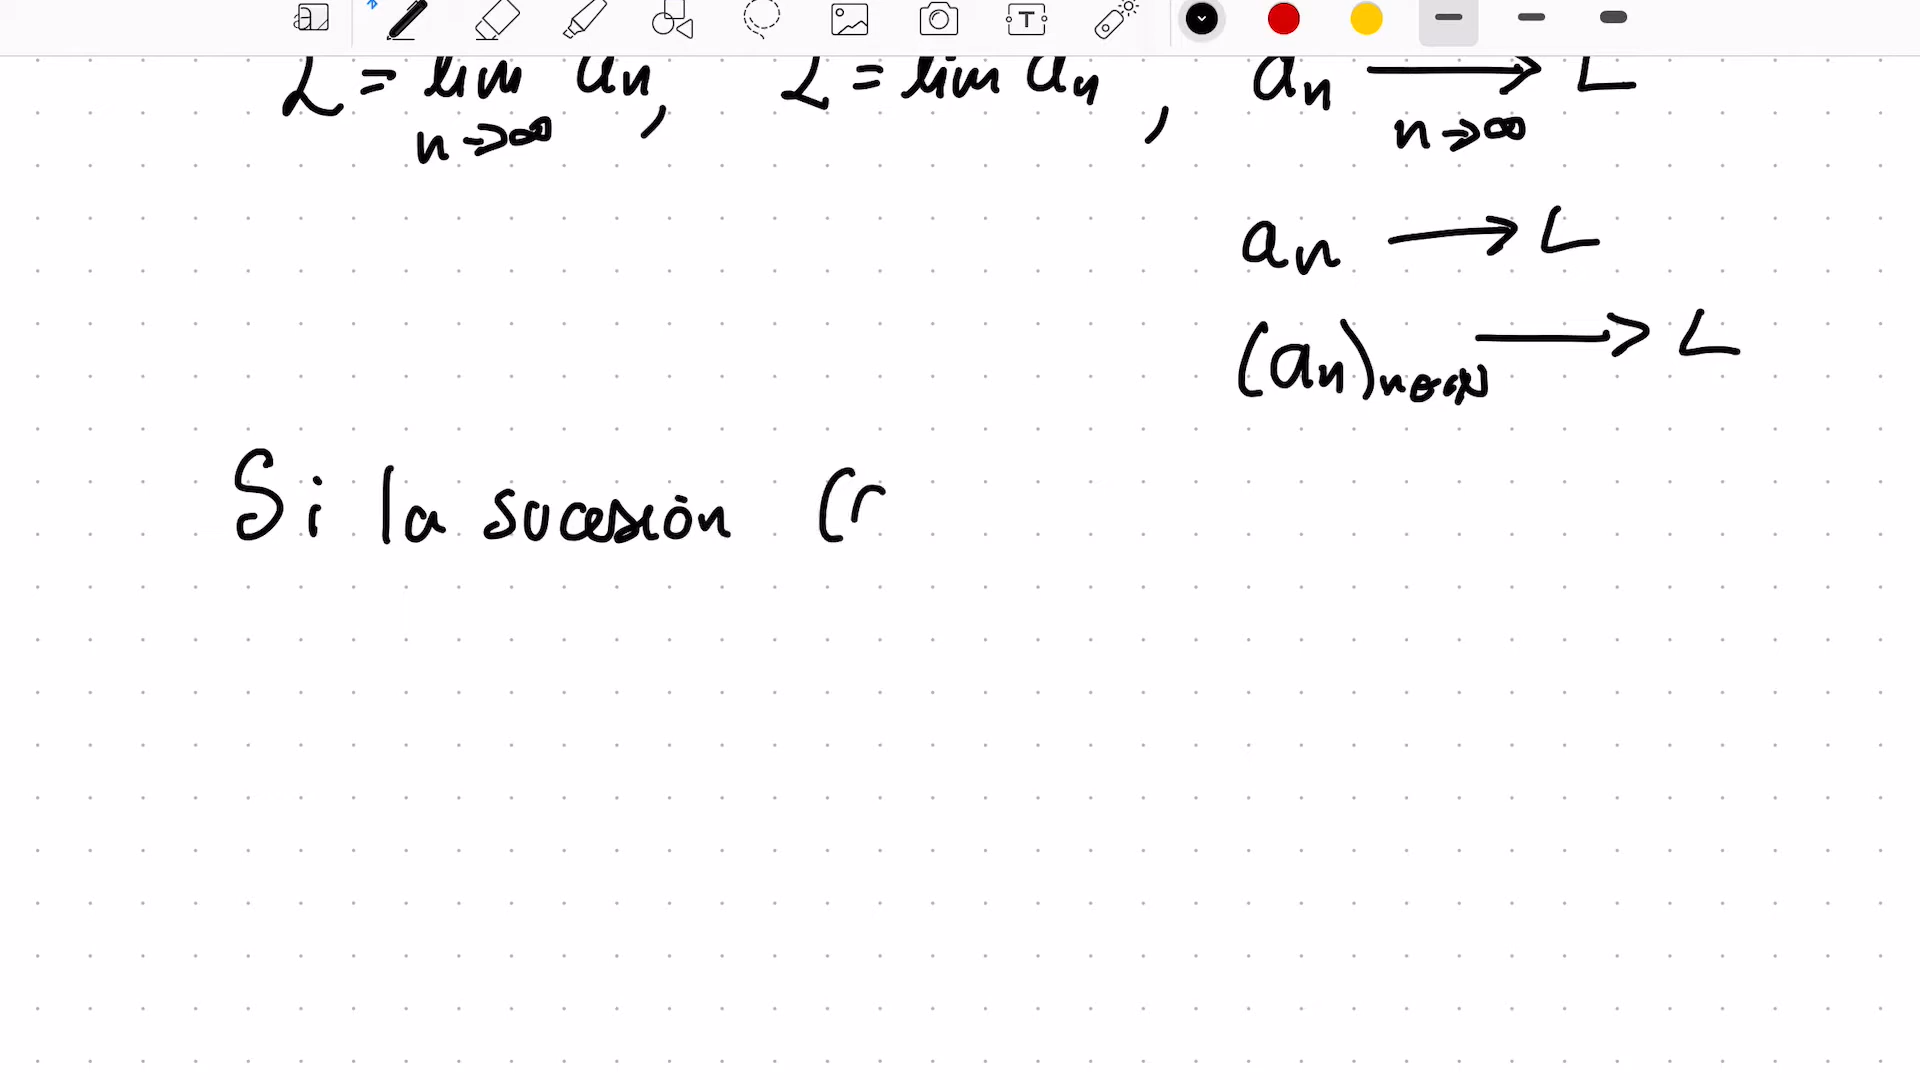 L = lim aₙ, L = lim aₙ, aₙ ⟶ L
n→∞ n→∞
aₙ ⟶ L
(aₙ)ₙ∈ℕ ⟶ L
Si la sucesión (